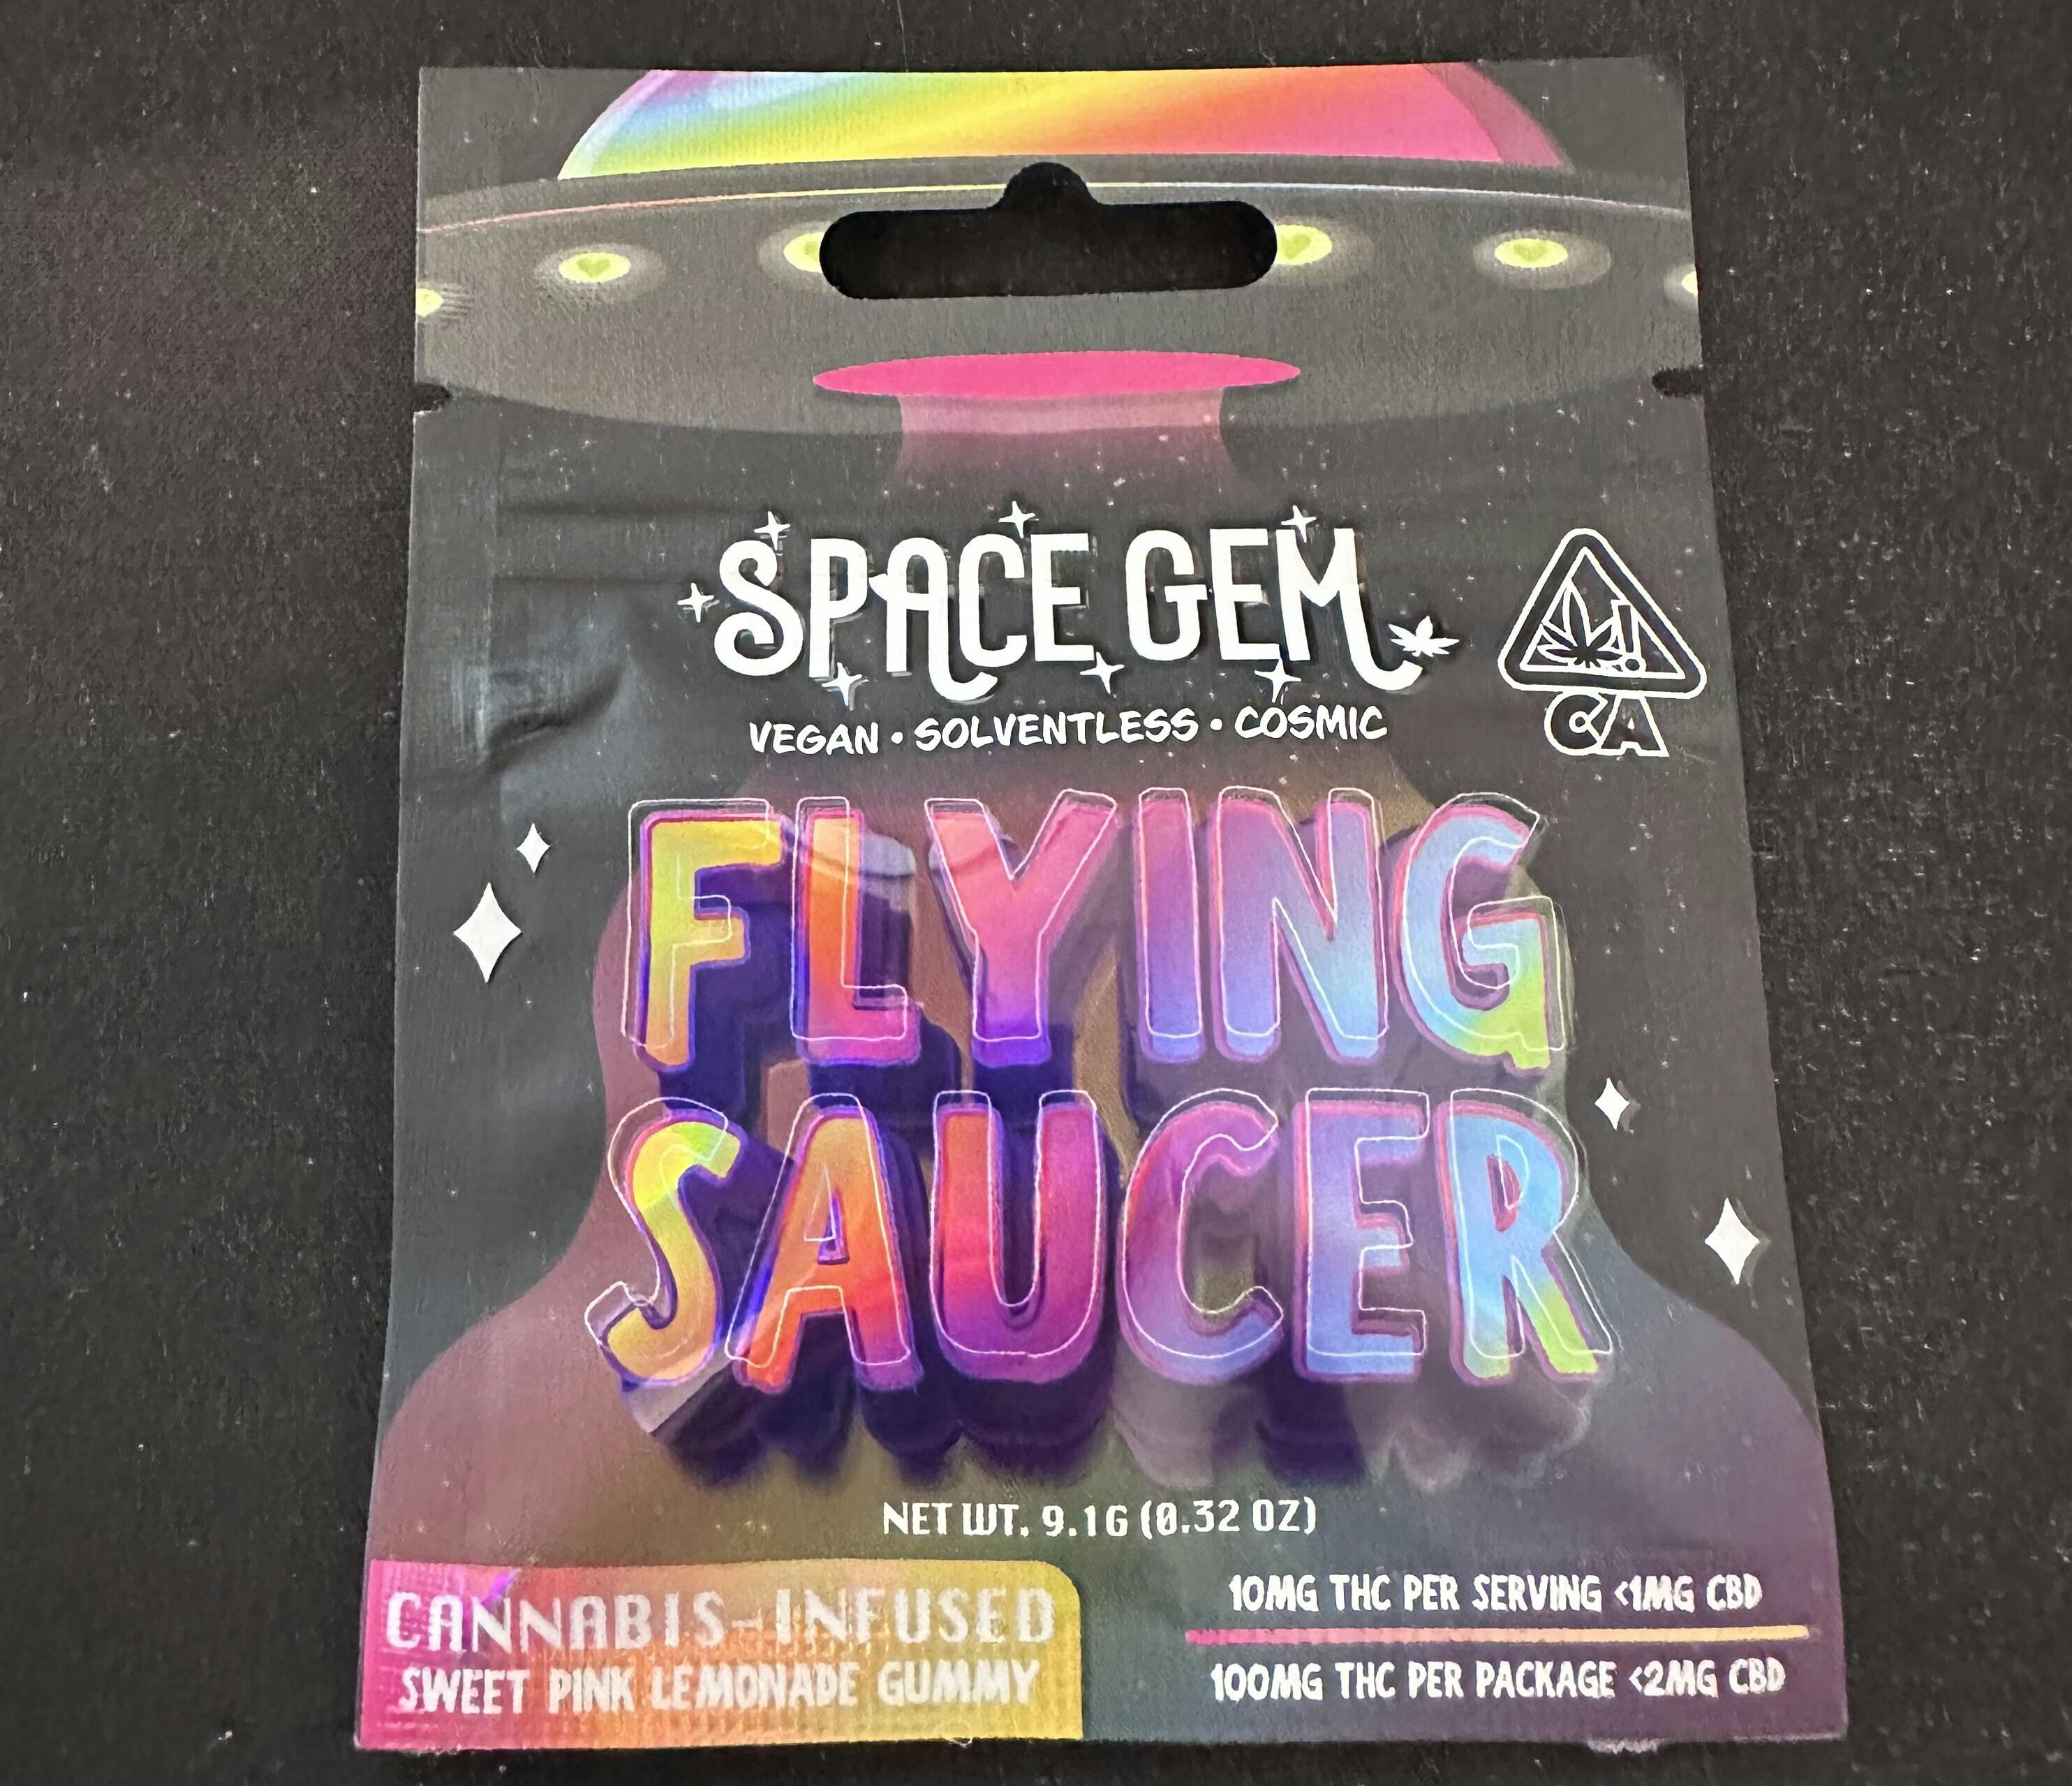 SPACE GEM
VEGAN • SOLVENTLESS • COSMIC
CA
FLYING
SAUCER
NET WT. 9.1G (0.32 OZ)
CANNABIS-INFUSED
SWEET PINK LEMONADE GUMMY
10MG THC PER SERVING <1MG CBD
100MG THC PER PACKAGE <2MG CBD